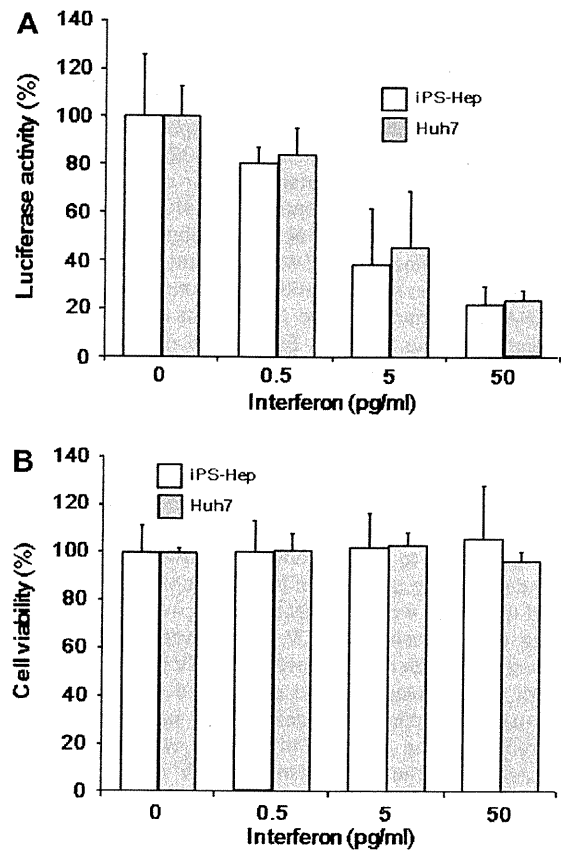 A
Luciferase activity (%)
140
120
100
80
60
40
20
0
iPS-Hep
Huh7
0 0.5 5 50
Interferon (pg/ml)
B
Cell viability (%)
140
120
100
80
60
40
20
0
iPS-Hep
Huh7
0 0.5 5 50
Interferon (pg/ml)